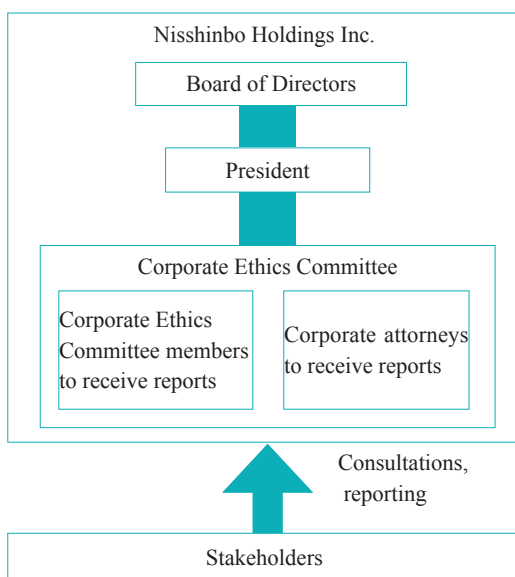 Nisshinbo Holdings Inc.
Board of Directors
President
Corporate Ethics Committee
Corporate Ethics
Committee members
to receive reports
Corporate attorneys
to receive reports
Consultations,
reporting
Stakeholders